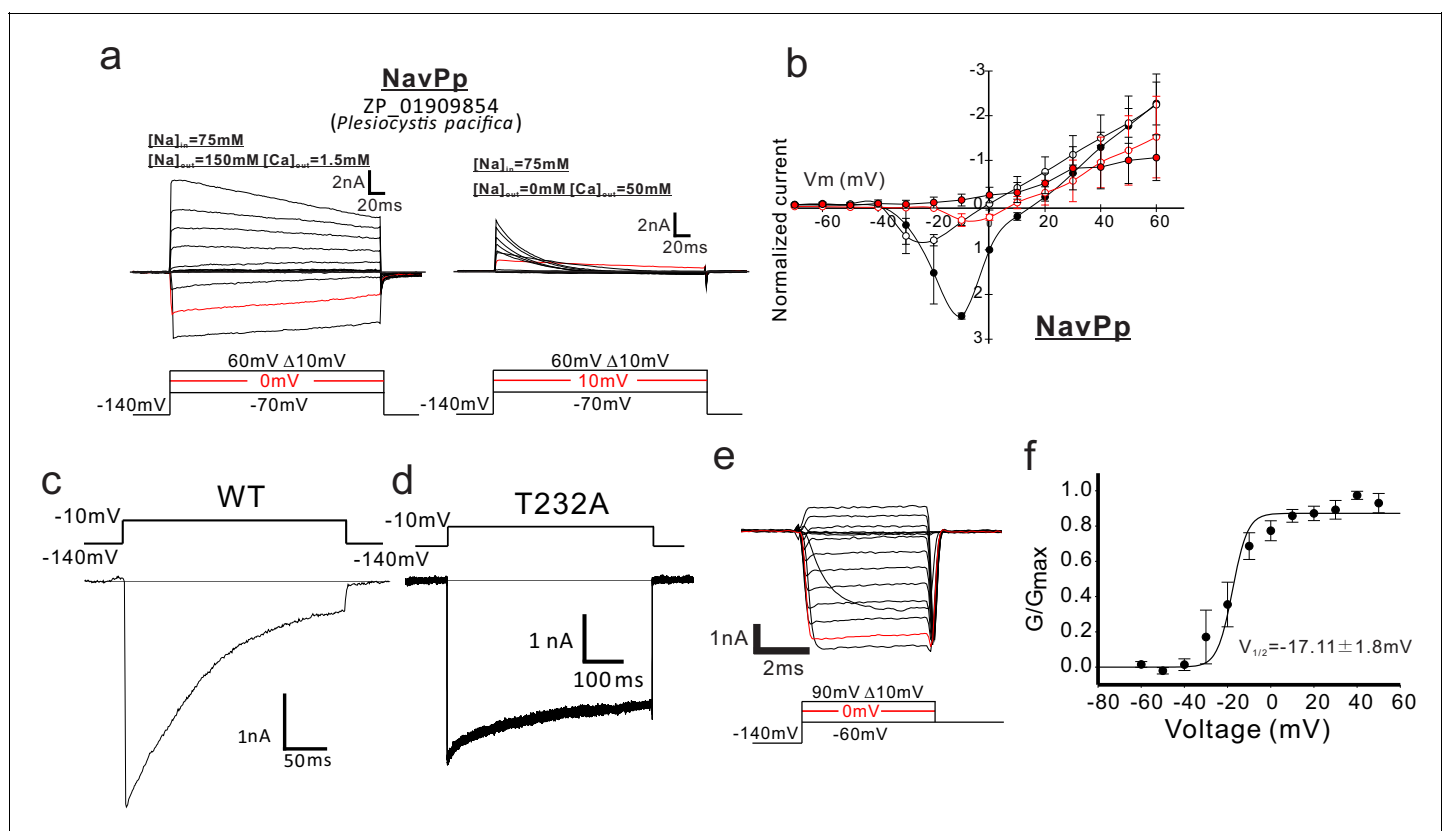 a
NavPp
ZP_01909854
(Plesiocystis pacifica)
[Na]in=75mM
[Na]out=150mM [Ca]out=1.5mM
2nA
20ms
[Na]in=75mM
[Na]out=0mM [Ca]out=50mM
2nA
20ms
60mV Δ10mV
0mV
-140mV
-70mV
60mV Δ10mV
10mV
-140mV
-70mV
b
Normalized current
Vm (mV)
-3
-2
-1
0
1
2
3
-60
-40
-20
0
20
40
60
NavPp
c
WT
-10mV
-140mV
1nA
50ms
d
T232A
-10mV
-140mV
1 nA
100 ms
e
1nA
2ms
90mV Δ10mV
0mV
-140mV
-60mV
f
G/Gmax
1.0
0.8
0.6
0.4
0.2
0.0
V1/2=-17.11±1.8mV
-80 -60 -40 -20 0 20 40 60
Voltage (mV)